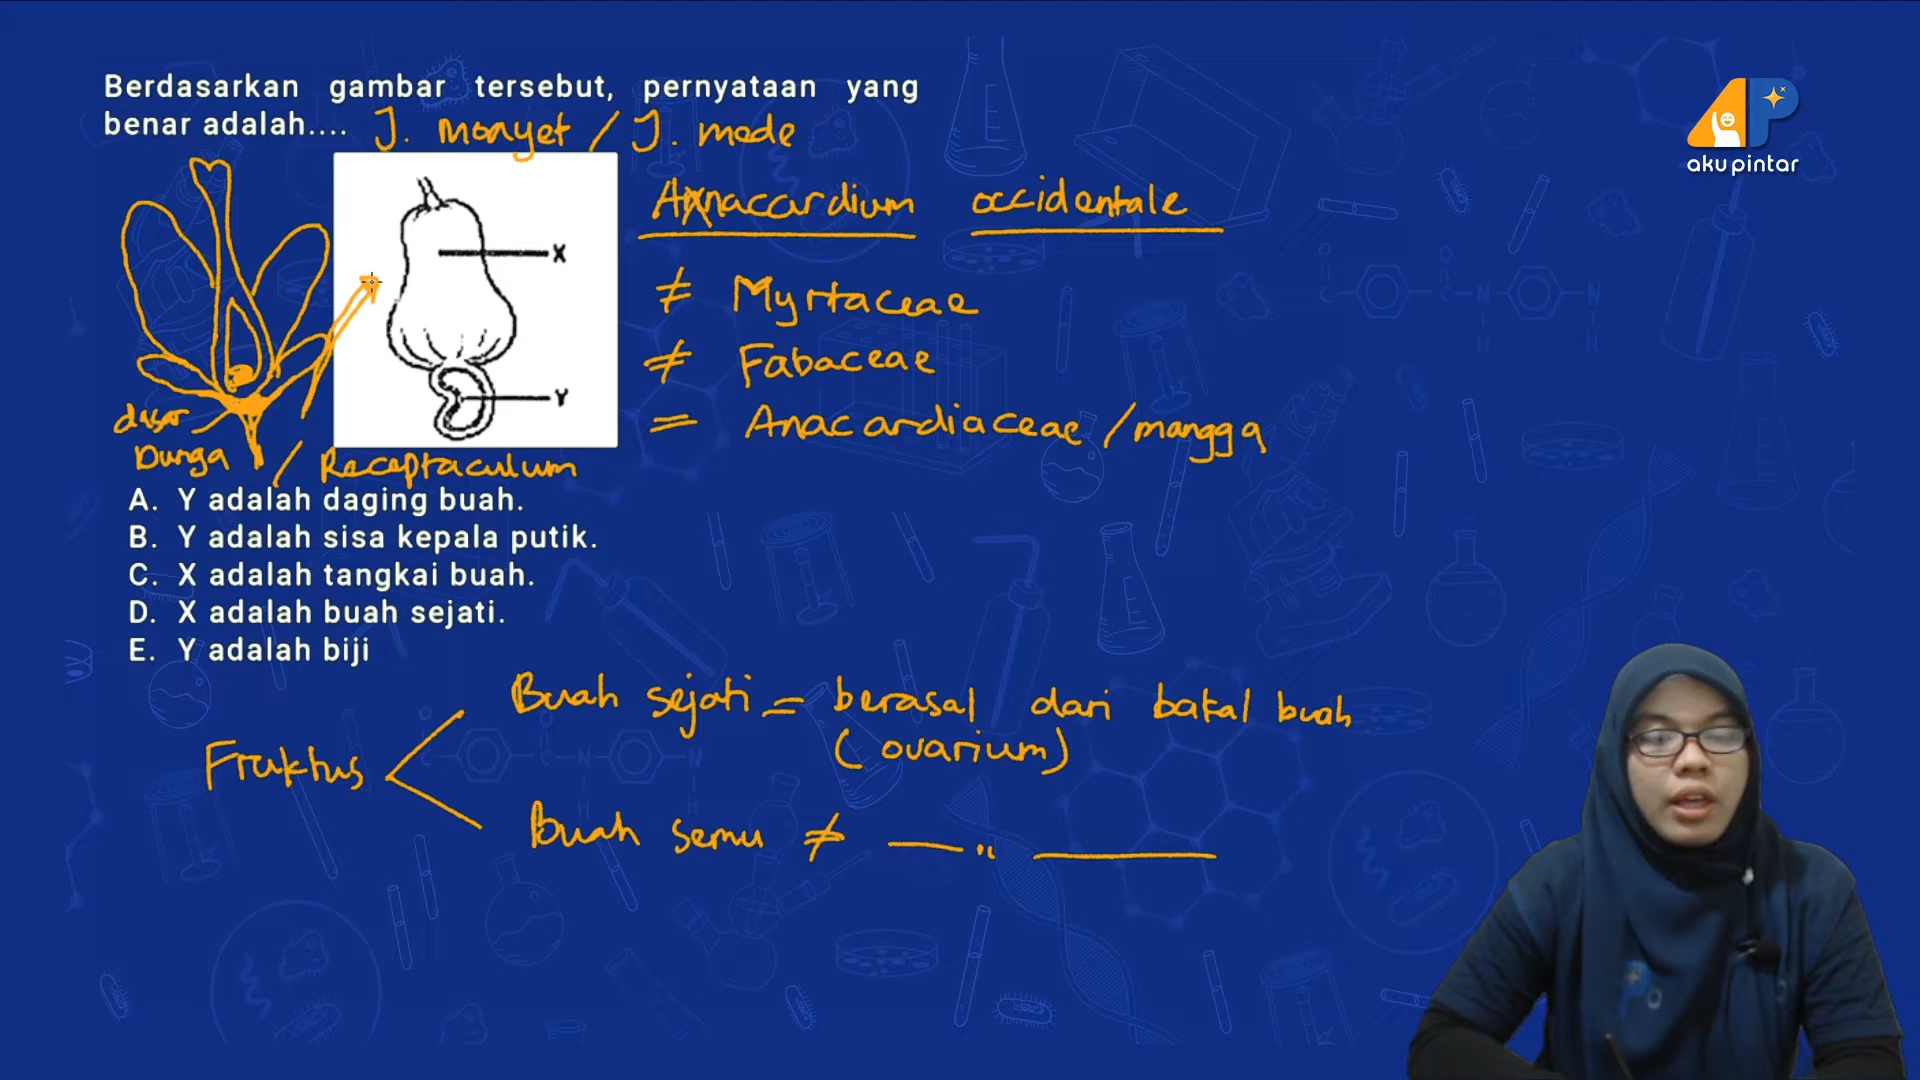 Berdasarkan gambar tersebut, pernyataan yang
benar adalah....
J. monyet / J. mede
X
Y
Anacardium occidentale
≠ Myrtaceae
≠ Fabaceae
= Anacardiaceae / mangga
dasar
Bunga / Receptaculum
A. Y adalah daging buah.
B. Y adalah sisa kepala putik.
C. X adalah tangkai buah.
D. X adalah buah sejati.
E. Y adalah biji
Fruktus
Buah sejati = berasal dari bakal buah
(ovarium)
Buah semu ≠
aku pintar